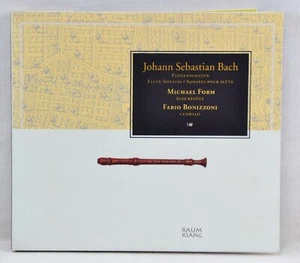 Johann Sebastian Bach
Flötensonaten
Flute Sonatas / Sonates pour flûte
Michael Form
Blockflöte
Fabio Bonizzoni
Cembalo
RAUM
KLANG